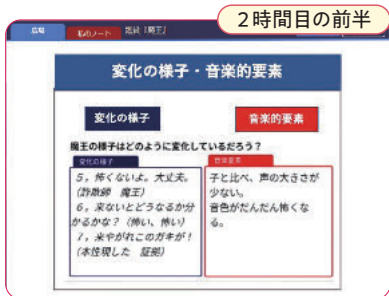 2時間目の前半
広場
私のノート
鑑賞「魔王」
変化の様子・音楽的要素
変化の様子
音楽的要素
魔王の様子はどのように変化しているだろう?
変化の様子
音楽要素
5，怖くないよ。大丈夫。
(詐欺師 魔王)
6，来ないとどうなるか分
かるかな?（怖い、怖い）
7，来やがれこのガキが!
(本性現した 証拠)
子と比べ、声の大きさが
少ない。
音色がだんだん怖くな
る。